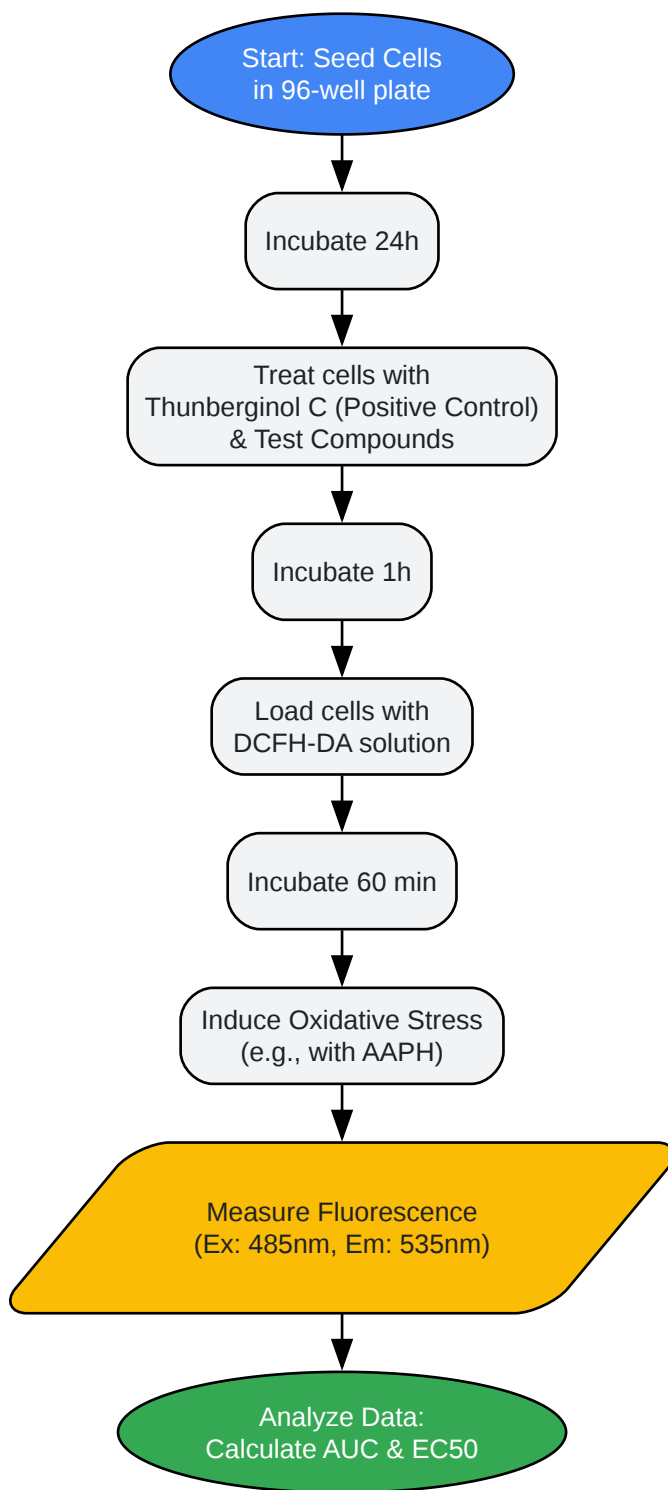 Start: Seed Cells
in 96-well plate
Incubate 24h
Treat cells with
Thunberginol C (Positive Control)
& Test Compounds
Incubate 1h
Load cells with
DCFH-DA solution
Incubate 60 min
Induce Oxidative Stress
(e.g., with AAPH)
Measure Fluorescence
(Ex: 485nm, Em: 535nm)
Analyze Data:
Calculate AUC & EC50